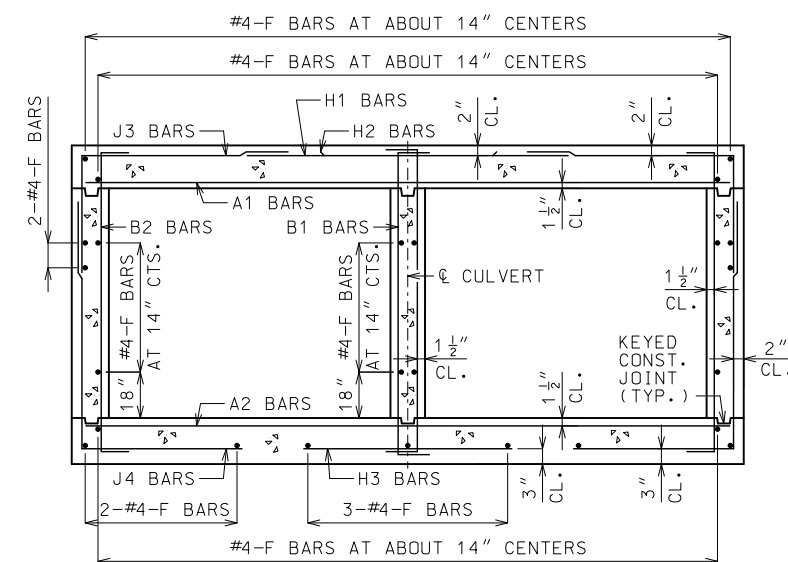 #4-F BARS AT ABOUT 14" CENTERS
#4-F BARS AT ABOUT 14" CENTERS
2-#4-F BARS
H1 BARS
J3 BARS
H2 BARS
2" CL.
2" CL.
A1 BARS
1 1/2" CL.
B2 BARS
B1 BARS
#4-F BARS
AT 14" CTS.
#4-F BARS
AT 14" CTS.
℄ CULVERT
1 1/2"
CL.
1 1/2"
CL.
KEYED
CONST.
JOINT
(TYP.)
2"
CL.
18"
18"
A2 BARS
1 1/2" CL.
J4 BARS
H3 BARS
3" CL.
3" CL.
2-#4-F BARS
3-#4-F BARS
#4-F BARS AT ABOUT 14" CENTERS